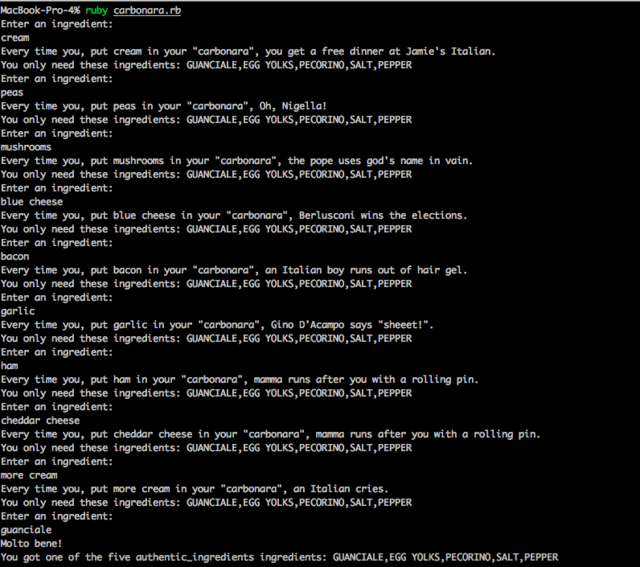 MacBook-Pro-4% ruby carbonara.rb
Enter an ingredient:
cream
Every time you, put cream in your "carbonara", you get a free dinner at Jamie's Italian.
You only need these ingredients: GUANCIALE,EGG YOLKS,PECORINO,SALT,PEPPER
Enter an ingredient:
peas
Every time you, put peas in your "carbonara", Oh, Nigella!
You only need these ingredients: GUANCIALE,EGG YOLKS,PECORINO,SALT,PEPPER
Enter an ingredient:
mushrooms
Every time you, put mushrooms in your "carbonara", the pope uses god's name in vain.
You only need these ingredients: GUANCIALE,EGG YOLKS,PECORINO,SALT,PEPPER
Enter an ingredient:
blue cheese
Every time you, put blue cheese in your "carbonara", Berlusconi wins the elections.
You only need these ingredients: GUANCIALE,EGG YOLKS,PECORINO,SALT,PEPPER
Enter an ingredient:
bacon
Every time you, put bacon in your "carbonara", an Italian boy runs out of hair gel.
You only need these ingredients: GUANCIALE,EGG YOLKS,PECORINO,SALT,PEPPER
Enter an ingredient:
garlic
Every time you, put garlic in your "carbonara", Gino D'Acampo says "sheeet!".
You only need these ingredients: GUANCIALE,EGG YOLKS,PECORINO,SALT,PEPPER
Enter an ingredient:
ham
Every time you, put ham in your "carbonara", mamma runs after you with a rolling pin.
You only need these ingredients: GUANCIALE,EGG YOLKS,PECORINO,SALT,PEPPER
Enter an ingredient:
cheddar cheese
Every time you, put cheddar cheese in your "carbonara", mamma runs after you with a rolling pin.
You only need these ingredients: GUANCIALE,EGG YOLKS,PECORINO,SALT,PEPPER
Enter an ingredient:
more cream
Every time you, put more cream in your "carbonara", an Italian cries.
You only need these ingredients: GUANCIALE,EGG YOLKS,PECORINO,SALT,PEPPER
Enter an ingredient:
guanciale
Molto bene!
You got one of the five authentic_ingredients ingredients: GUANCIALE,EGG YOLKS,PECORINO,SALT,PEPPER